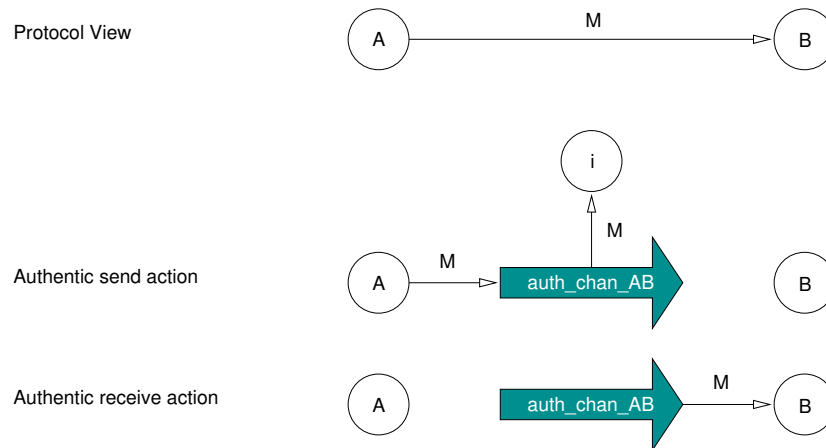 Protocol View
A
M
B
i
M
Authentic send action
A
M
auth_chan_AB
B
Authentic receive action
A
auth_chan_AB
M
B